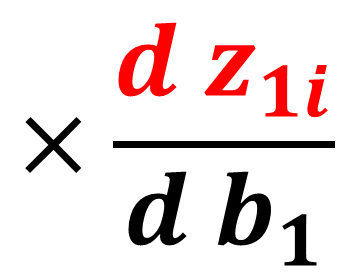 × d z₁ᵢ
d b₁